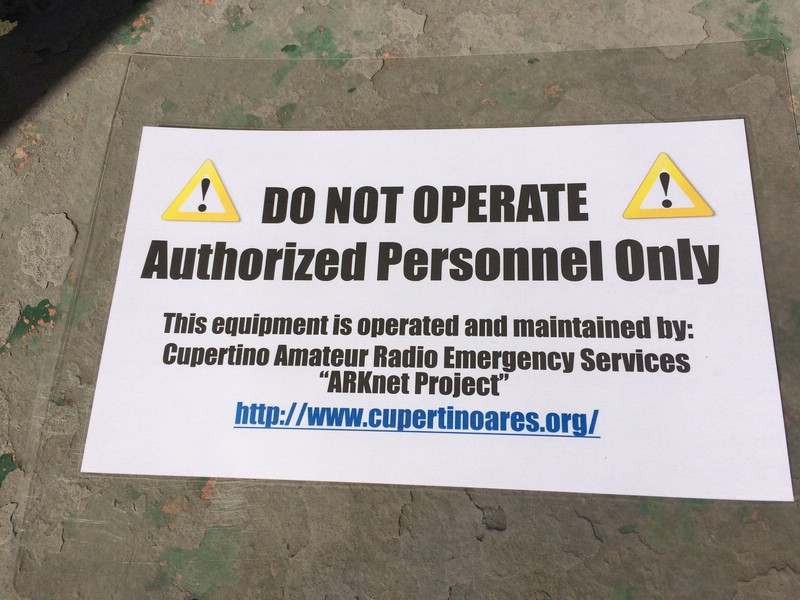 DO NOT OPERATE
Authorized Personnel Only
This equipment is operated and maintained by:
Cupertino Amateur Radio Emergency Services
“ARKnet Project”
http://www.cupertinoares.org/